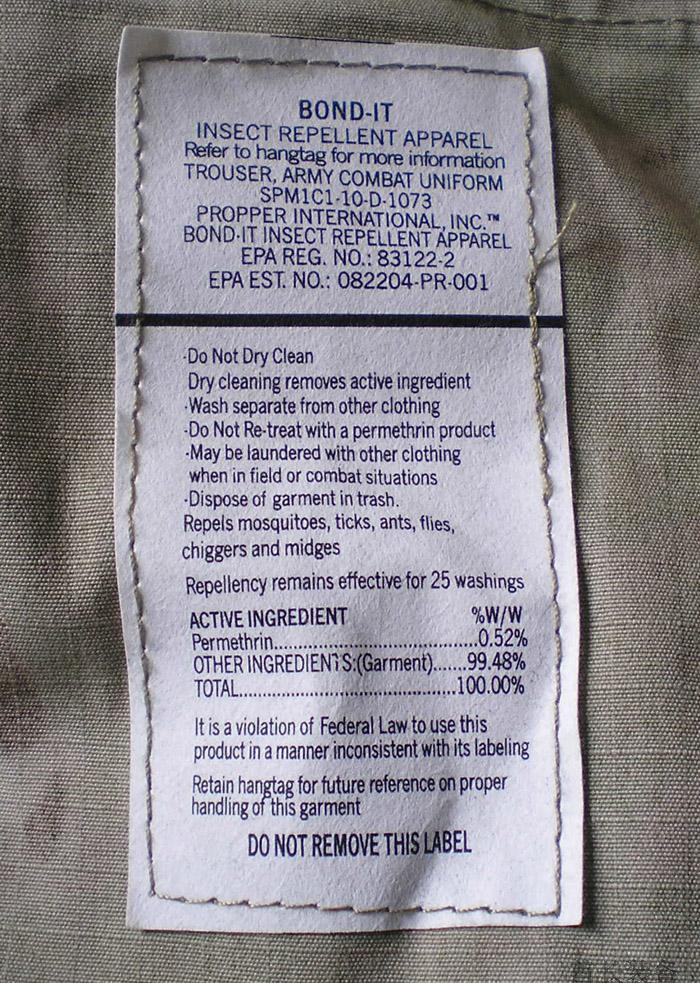 BOND-IT
INSECT REPELLENT APPAREL
Refer to hangtag for more information
TROUSER, ARMY COMBAT UNIFORM
SPM1C1-10-D-1073
PROPPER INTERNATIONAL, INC.™
BOND-IT INSECT REPELLENT APPAREL
EPA REG. NO.: 83122-2
EPA EST. NO.: 082204-PR-001
·Do Not Dry Clean
Dry cleaning removes active ingredient
·Wash separate from other clothing
·Do Not Re-treat with a permethrin product
·May be laundered with other clothing
when in field or combat situations
·Dispose of garment in trash.
Repels mosquitoes, ticks, ants, flies,
chiggers and midges
Repellency remains effective for 25 washings
ACTIVE INGREDIENT %W/W
Permethrin..................................0.52%
OTHER INGREDIENTS:(Garment).......99.48%
TOTAL.....................................100.00%
It is a violation of Federal Law to use this
product in a manner inconsistent with its labeling
Retain hangtag for future reference on proper
handling of this garment
DO NOT REMOVE THIS LABEL